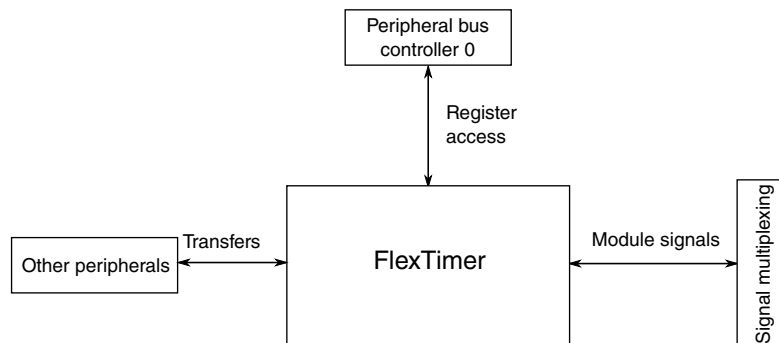 Peripheral bus
controller 0
Register
access
Other peripherals
Transfers
FlexTimer
Module signals
Signal multiplexing